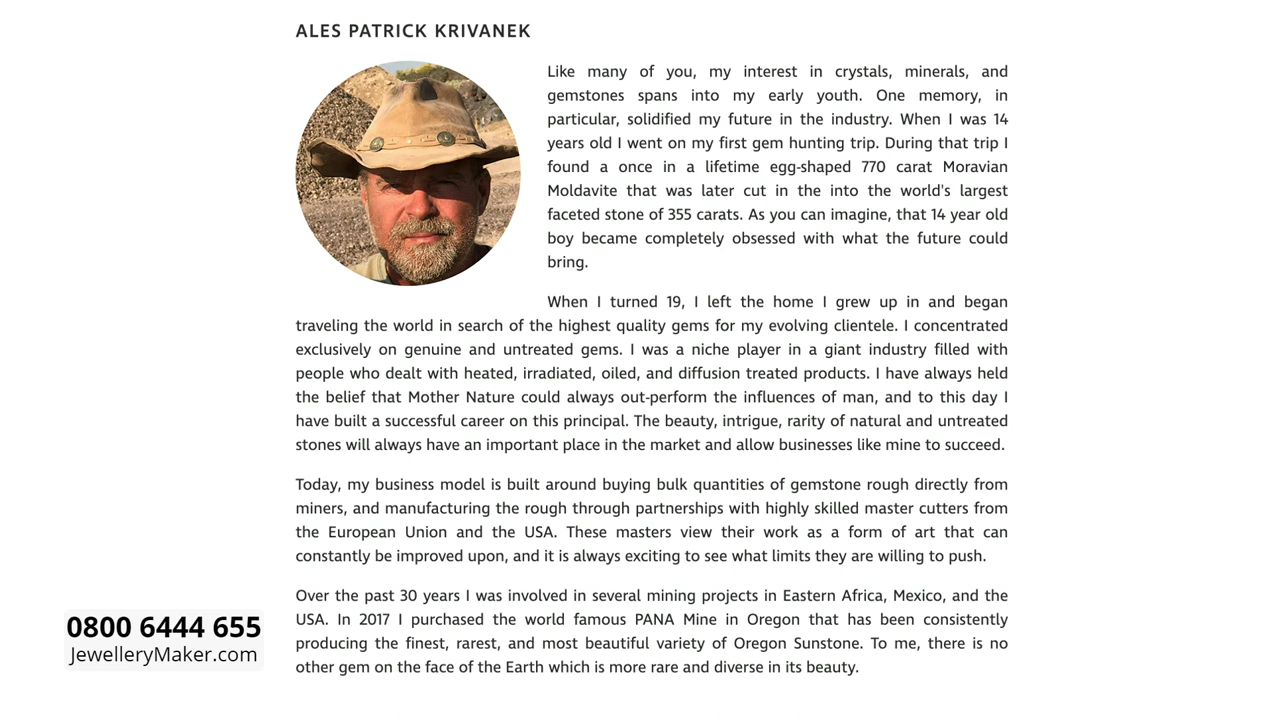 ALES PATRICK KRIVANEK
Like many of you, my interest in crystals, minerals, and
gemstones spans into my early youth. One memory, in
particular, solidified my future in the industry. When I was 14
years old I went on my first gem hunting trip. During that trip I
found a once in a lifetime egg-shaped 770 carat Moravian
Moldavite that was later cut in the into the world's largest
faceted stone of 355 carats. As you can imagine, that 14 year old
boy became completely obsessed with what the future could
bring.
When I turned 19, I left the home I grew up in and began
traveling the world in search of the highest quality gems for my evolving clientele. I concentrated
exclusively on genuine and untreated gems. I was a niche player in a giant industry filled with
people who dealt with heated, irradiated, oiled, and diffusion treated products. I have always held
the belief that Mother Nature could always out-perform the influences of man, and to this day I
have built a successful career on this principal. The beauty, intrigue, rarity of natural and untreated
stones will always have an important place in the market and allow businesses like mine to succeed.
Today, my business model is built around buying bulk quantities of gemstone rough directly from
miners, and manufacturing the rough through partnerships with highly skilled master cutters from
the European Union and the USA. These masters view their work as a form of art that can
constantly be improved upon, and it is always exciting to see what limits they are willing to push.
Over the past 30 years I was involved in several mining projects in Eastern Africa, Mexico, and the
USA. In 2017 I purchased the world famous PANA Mine in Oregon that has been consistently
producing the finest, rarest, and most beautiful variety of Oregon Sunstone. To me, there is no
other gem on the face of the Earth which is more rare and diverse in its beauty.
0800 6444 655
JewelleryMaker.com